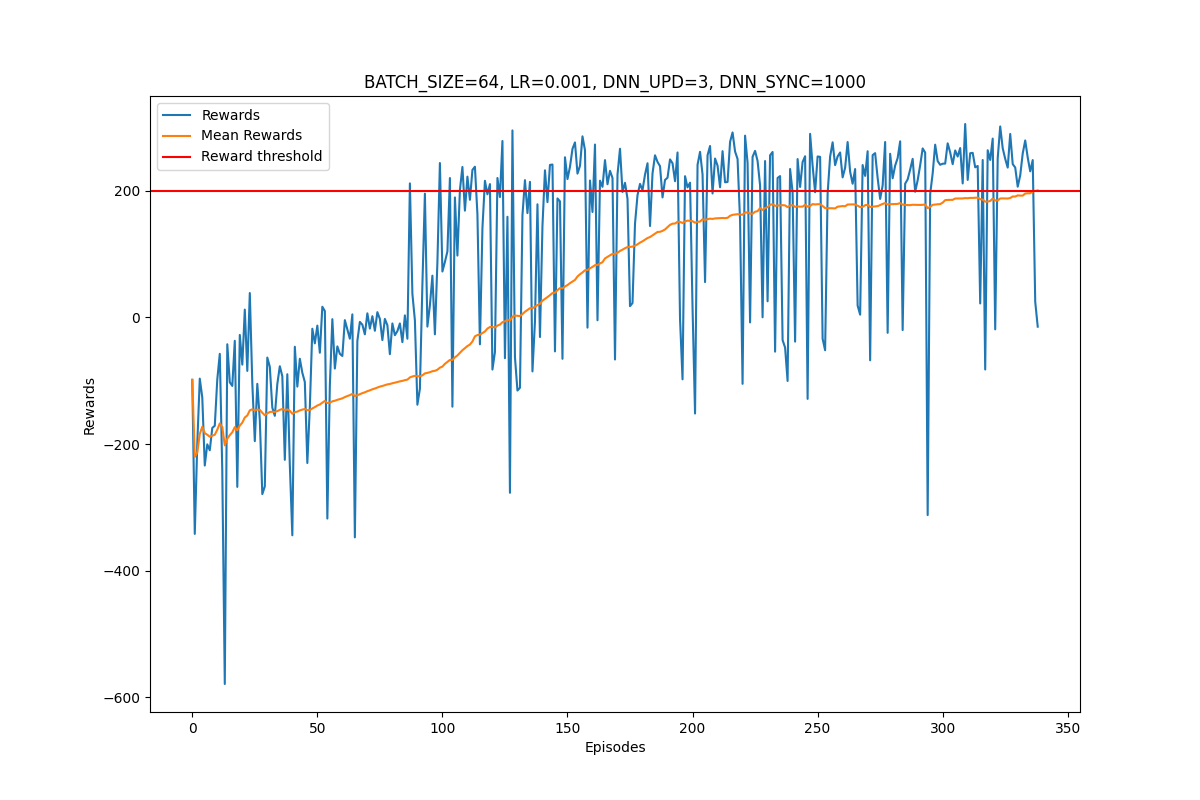 BATCH_SIZE=64, LR=0.001, DNN_UPD=3, DNN_SYNC=1000
Rewards
Mean Rewards
Reward threshold
200
0
−200
−400
−600
Rewards
0
50
100
150
200
250
300
350
Episodes